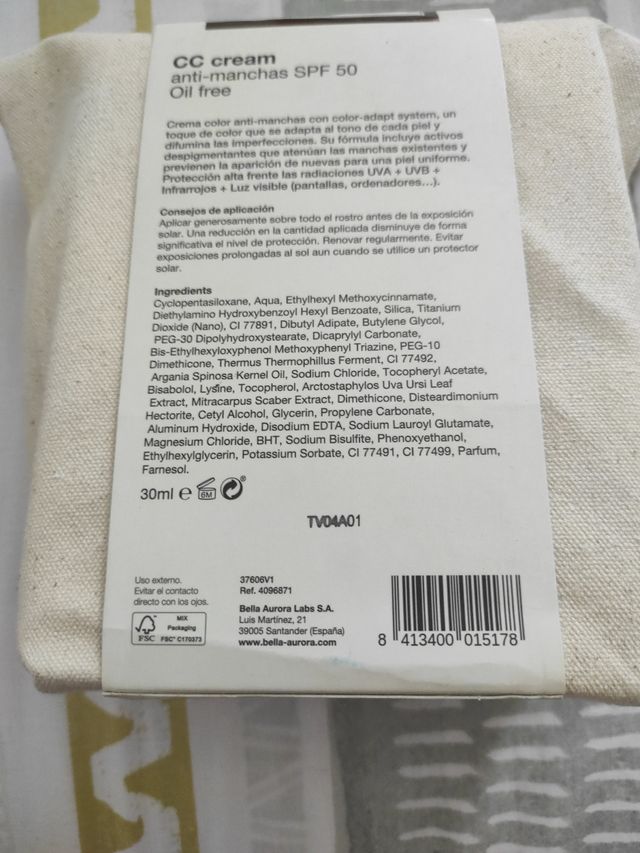 CC cream
anti-manchas SPF 50
Oil free
Crema color anti-manchas con color-adapt system, un
toque de color que se adapta al tono de cada piel y
difumina las imperfecciones. Su fórmula incluye activos
despigmentantes que atenúan las manchas existentes y
previenen la aparición de nuevas para una piel uniforme.
Protección alta frente las radiaciones UVA + UVB +
Infrarrojos + Luz visible (pantallas, ordenadores...).
Consejos de aplicación
Aplicar generosamente sobre todo el rostro antes de la exposición
solar. Una reducción en la cantidad aplicada disminuye de forma
significativa el nivel de protección. Renovar regularmente. Evitar
exposiciones prolongadas al sol aun cuando se utilice un protector
solar.
Ingredients
Cyclopentasiloxane, Aqua, Ethylhexyl Methoxycinnamate,
Diethylamino Hydroxybenzoyl Hexyl Benzoate, Silica, Titanium
Dioxide (Nano), CI 77891, Dibutyl Adipate, Butylene Glycol,
PEG-30 Dipolyhydroxystearate, Dicaprylyl Carbonate,
Bis-Ethylhexyloxyphenol Methoxyphenyl Triazine, PEG-10
Dimethicone, Thermus Thermophillus Ferment, CI 77492,
Argania Spinosa Kernel Oil, Sodium Chloride, Tocopheryl Acetate,
Bisabolol, Lysine, Tocopherol, Arctostaphylos Uva Ursi Leaf
Extract, Mitracarpus Scaber Extract, Dimethicone, Disteardimonium
Hectorite, Cetyl Alcohol, Glycerin, Propylene Carbonate,
Aluminum Hydroxide, Disodium EDTA, Sodium Lauroyl Glutamate,
Magnesium Chloride, BHT, Sodium Bisulfite, Phenoxyethanol,
Ethylhexylglycerin, Potassium Sorbate, CI 77491, CI 77499, Parfum,
Farnesol.
30ml e 6M
TV04A01
Uso externo.
Evitar el contacto
directo con los ojos.
FSC
MIX
Packaging
FSC® C170373
37606V1
Ref. 4096871
Bella Aurora Labs S.A.
Luis Martínez, 21
39005 Santander (España)
www.bella-aurora.com
8 413400 015178